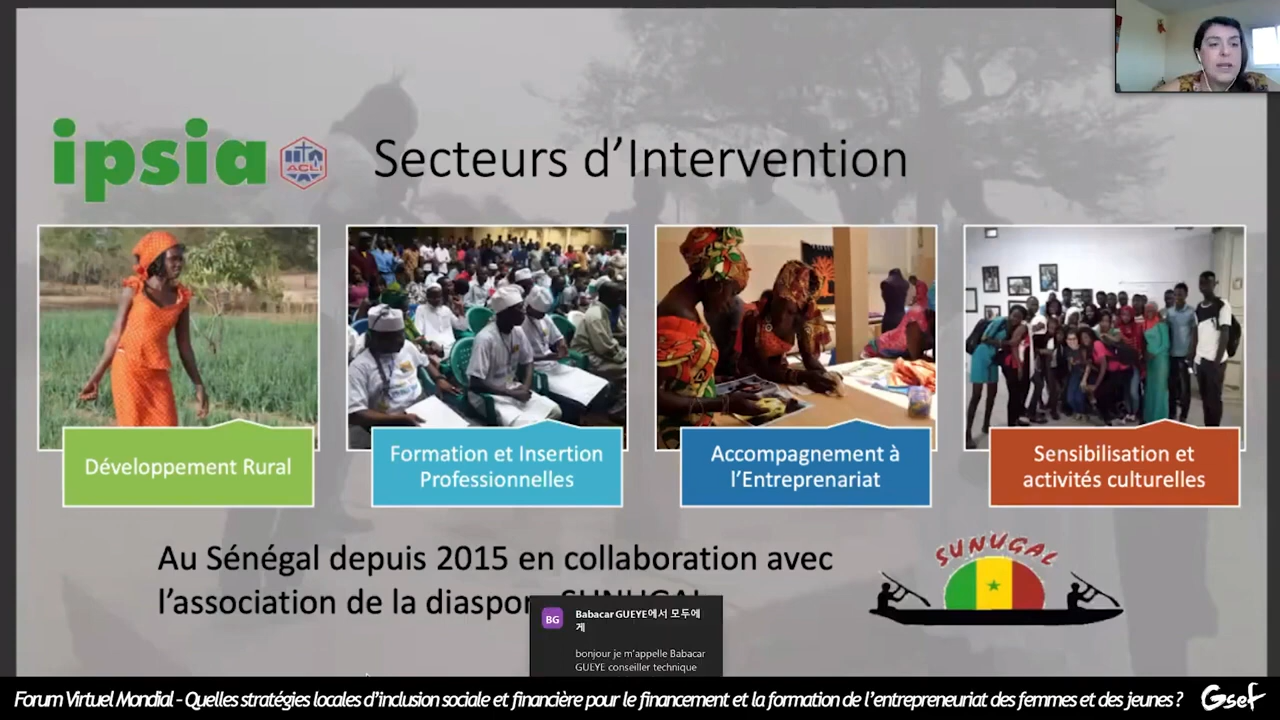 ipsia
ACLI
Secteurs d’Intervention
Développement Rural
Formation et Insertion
Professionnelles
Accompagnement à
l’Entreprenariat
Sensibilisation et
activités culturelles
Au Sénégal depuis 2015 en collaboration avec
l’association de la diaspora SUNUGAL
SUNUGAL
BG
Babacar GUEYE에서 모두에
게
bonjour je m’appelle Babacar
GUEYE conseiller technique
Forum Virtuel Mondial - Quelles stratégies locales d’inclusion sociale et financière pour le financement et la formation de l’entrepreneuriat des femmes et des jeunes ?
Gsef